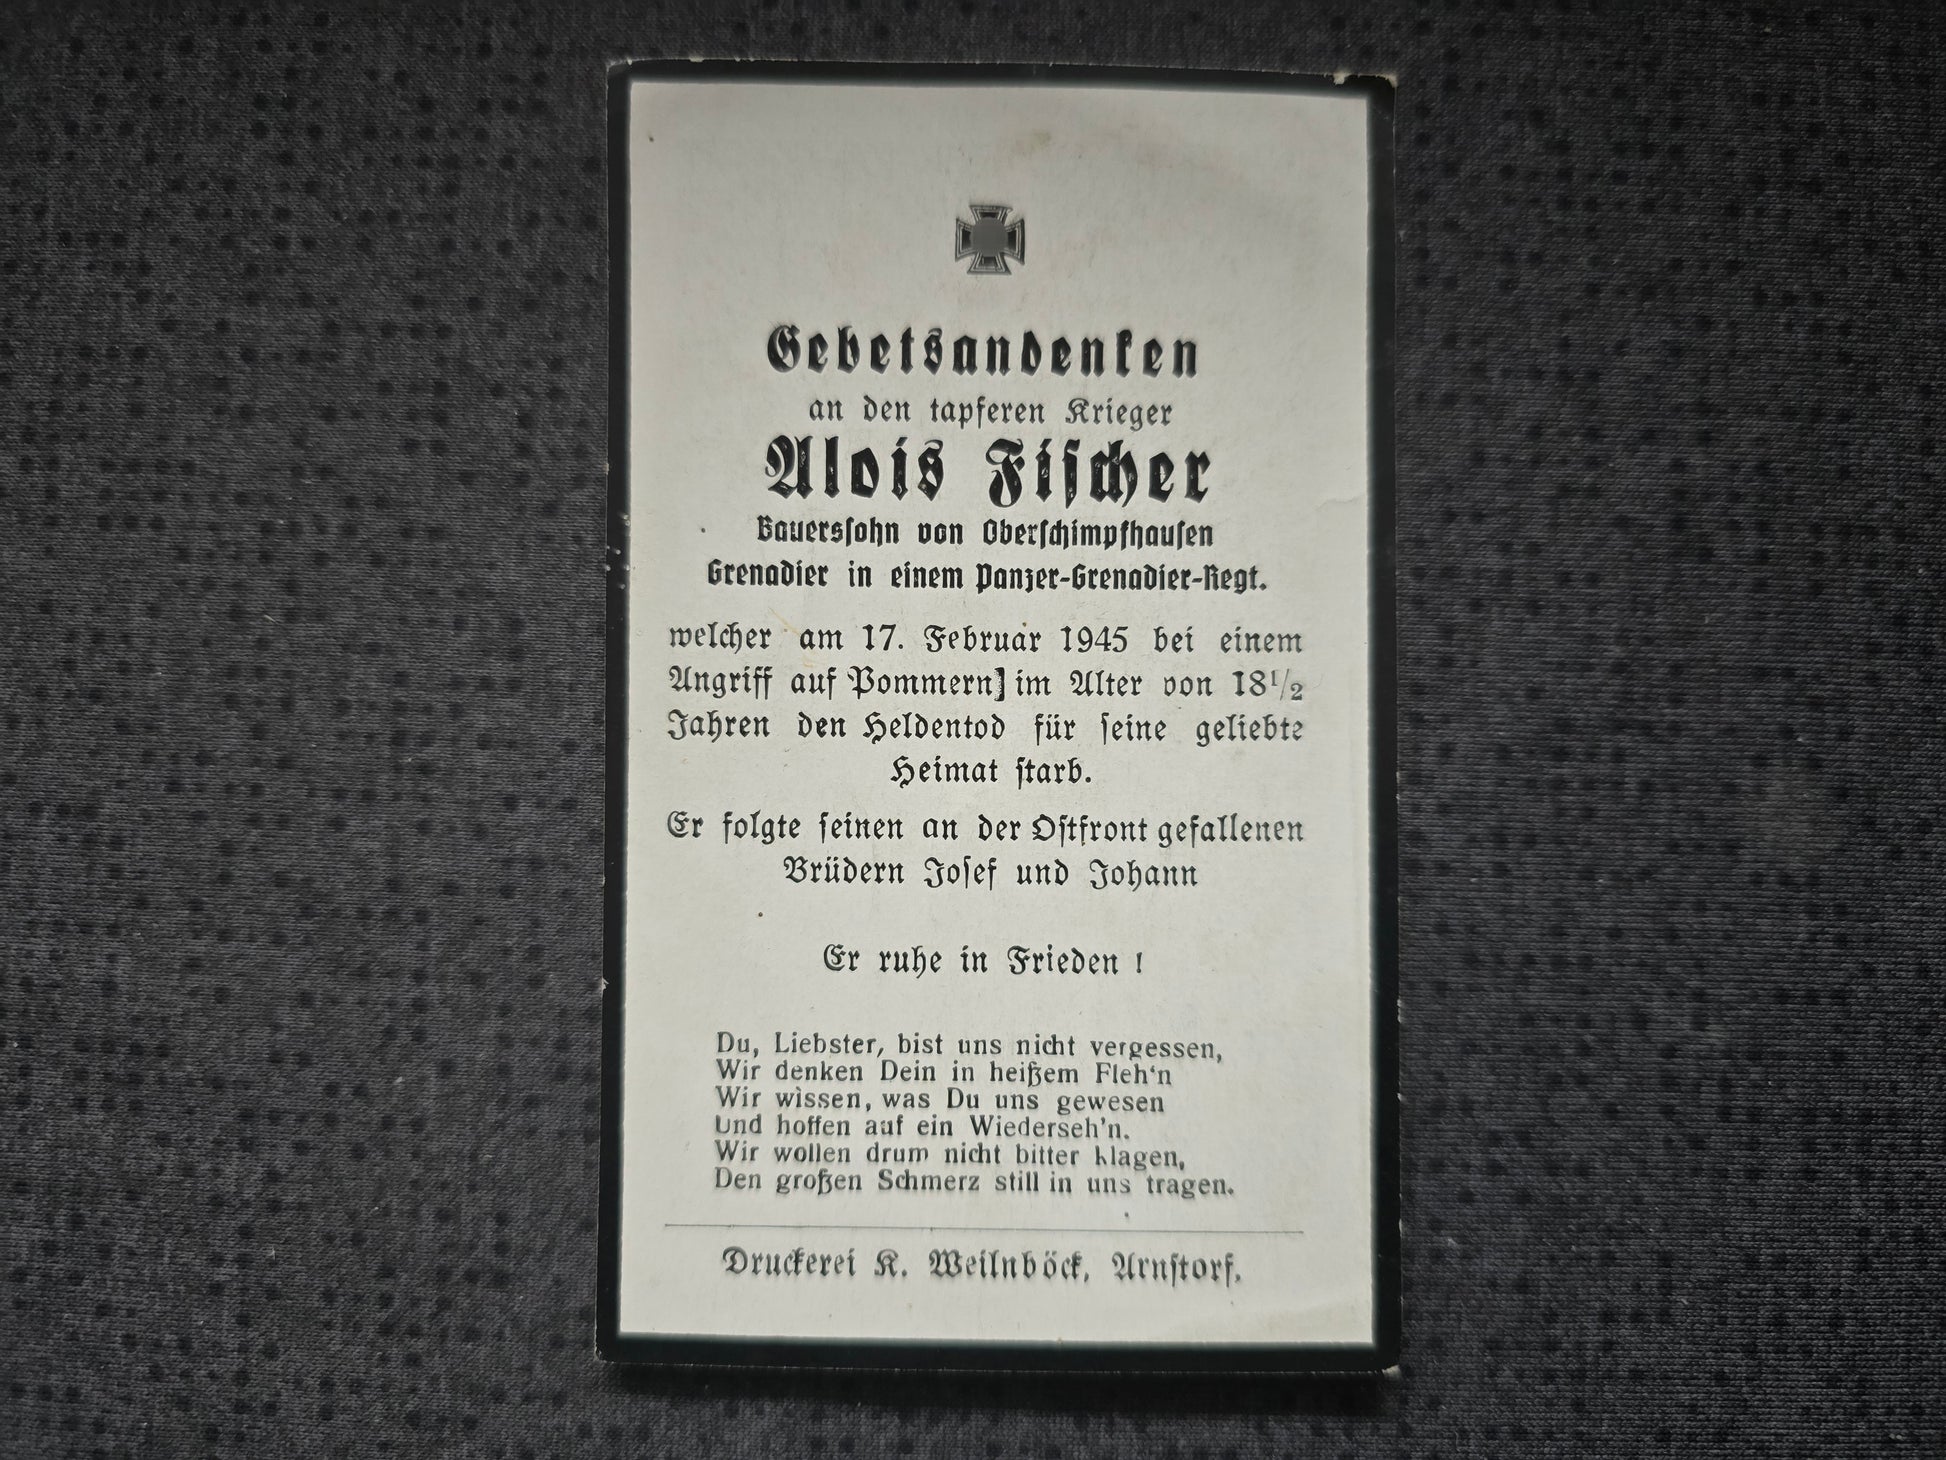 Gebetsandenken
an den tapferen Krieger
Alois Fischer
Bauerssohn von Oberschimpfhausen
Grenadier in einem Panzer-Grenadier-Regt.
welcher am 17. Februar 1945 bei einem
Angriff auf Pommern] im Alter von 18 1/2
Jahren den Heldentod für seine geliebte
Heimat starb.
Er folgte seinen an der Ostfront gefallenen
Brüdern Josef und Johann
Er ruhe in Frieden !
Du, Liebster, bist uns nicht vergessen,
Wir denken Dein in heißem Fleh'n
Wir wissen, was Du uns gewesen
Und hoffen auf ein Wiederseh'n.
Wir wollen drum nicht bitter klagen,
Den großen Schmerz still in uns tragen.
Druckerei K. Weilnböck, Arnstorf.